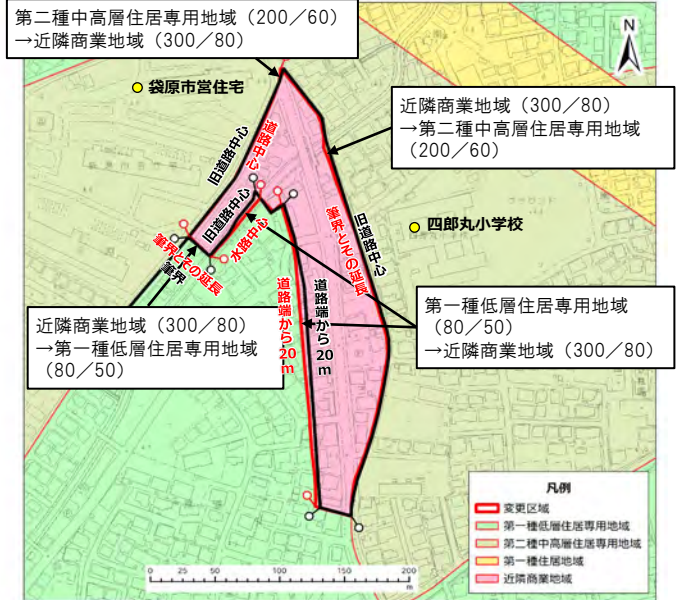 第二種中高層住居専用地域（200／60）
→近隣商業地域（300／80）
N
袋原市営住宅
近隣商業地域（300／80）
→第二種中高層住居専用地域
（200／60）
旧道路中心
道路中心
旧道路中心
水路中心
筆界とその延長
筆界
旧道路中心
筆界とその延長
四郎丸小学校
道路端から20m
道路端から20m
近隣商業地域（300／80）
→第一種低層住居専用地域
（80／50）
第一種低層住居専用地域
（80／50）
→近隣商業地域（300／80）
凡例
変更区域
第一種低層住居専用地域
第二種中高層住居専用地域
第一種住居地域
近隣商業地域
0 50 100 150 200
m